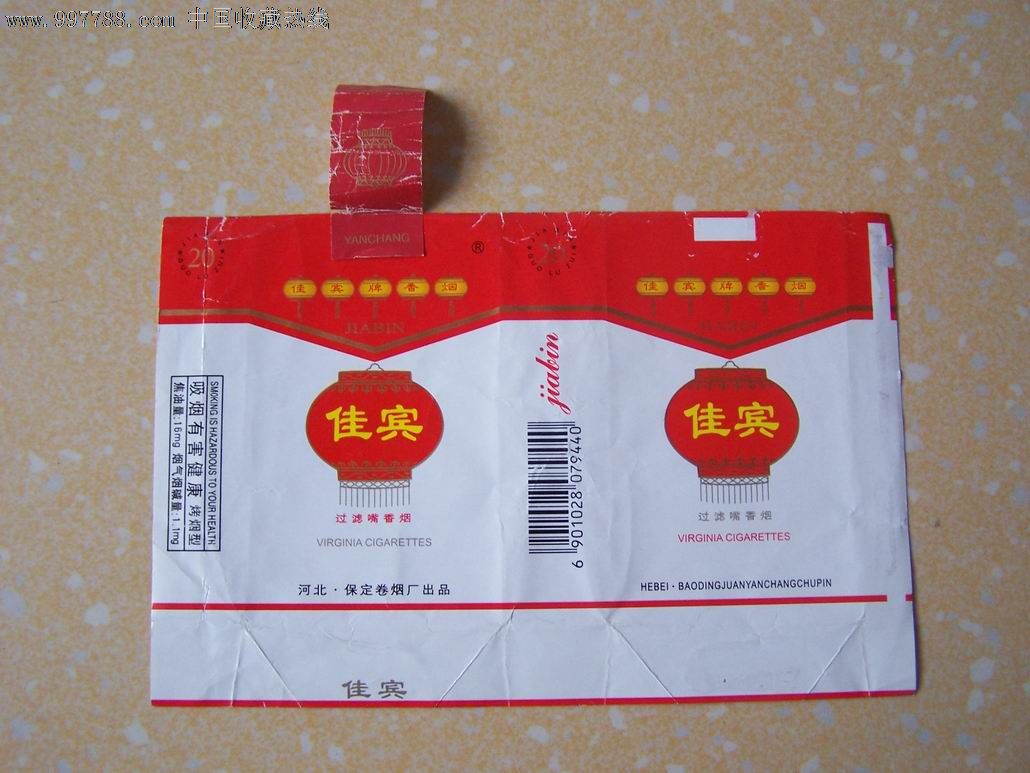 www.997788.com 中国收藏热线
YANCHANG
20
®
佳宾牌香烟
JIABIN
佳宾
过滤嘴香烟
VIRGINIA CIGARETTES
河北·保定卷烟厂出品
SMOKING IS HAZARDOUS TO YOUR HEALTH
吸烟有害健康 烤烟型
焦油量:16mg 烟气烟碱量:1.1mg
jiabin
6 901028 079440
20
佳宾牌香烟
JIABIN
佳宾
过滤嘴香烟
VIRGINIA CIGARETTES
HEBEI·BAODINGJUANYANCHANGCHUPIN
佳宾